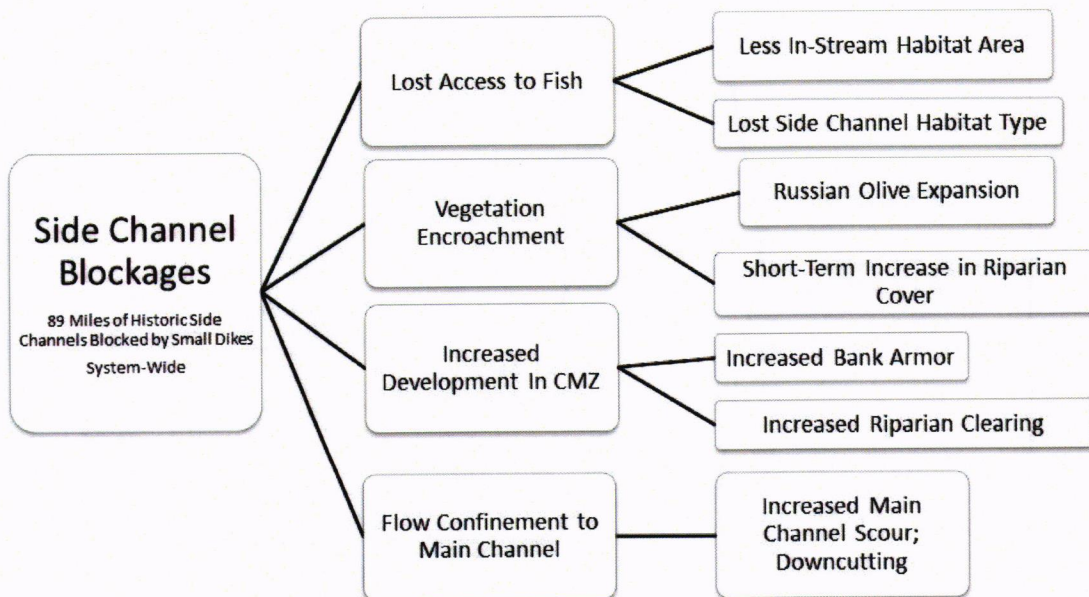 Side Channel
Blockages
89 Miles of Historic Side
Channels Blocked by Small Dikes
System-Wide
Lost Access to Fish
Less In-Stream Habitat Area
Lost Side Channel Habitat Type
Vegetation
Encroachment
Russian Olive Expansion
Short-Term Increase in Riparian
Cover
Increased
Development In CMZ
Increased Bank Armor
Increased Riparian Clearing
Flow Confinement to
Main Channel
Increased Main
Channel Scour;
Downcutting